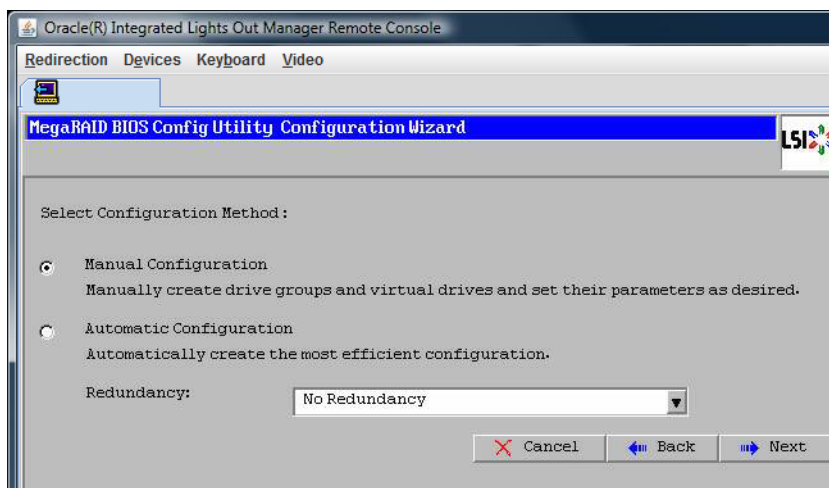 Oracle(R) Integrated Lights Out Manager Remote Console
Redirection Devices Keyboard Video
MegaRAID BIOS Config Utility Configuration Wizard
LSI
Select Configuration Method:
Manual Configuration
Manually create drive groups and virtual drives and set their parameters as desired.
Automatic Configuration
Automatically create the most efficient configuration.
Redundancy: No Redundancy
Cancel Back Next